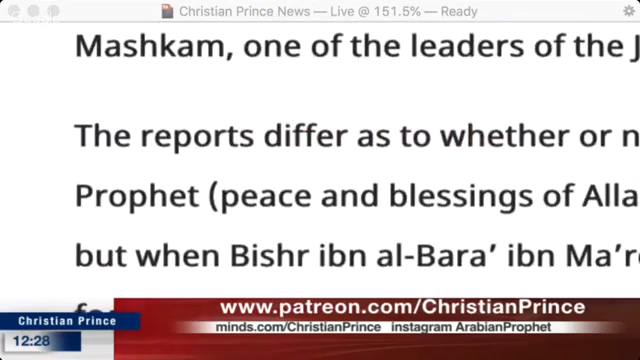 Christian Prince News — Live @ 151.5% — Ready
Mashkam, one of the leaders of the J
The reports differ as to whether or n
Prophet (peace and blessings of Alla
but when Bishr ibn al-Bara’ ibn Ma’r
www.patreon.com/ChristianPrince
Christian Prince
minds.com/ChristianPrince instagram ArabianProphet
12:28